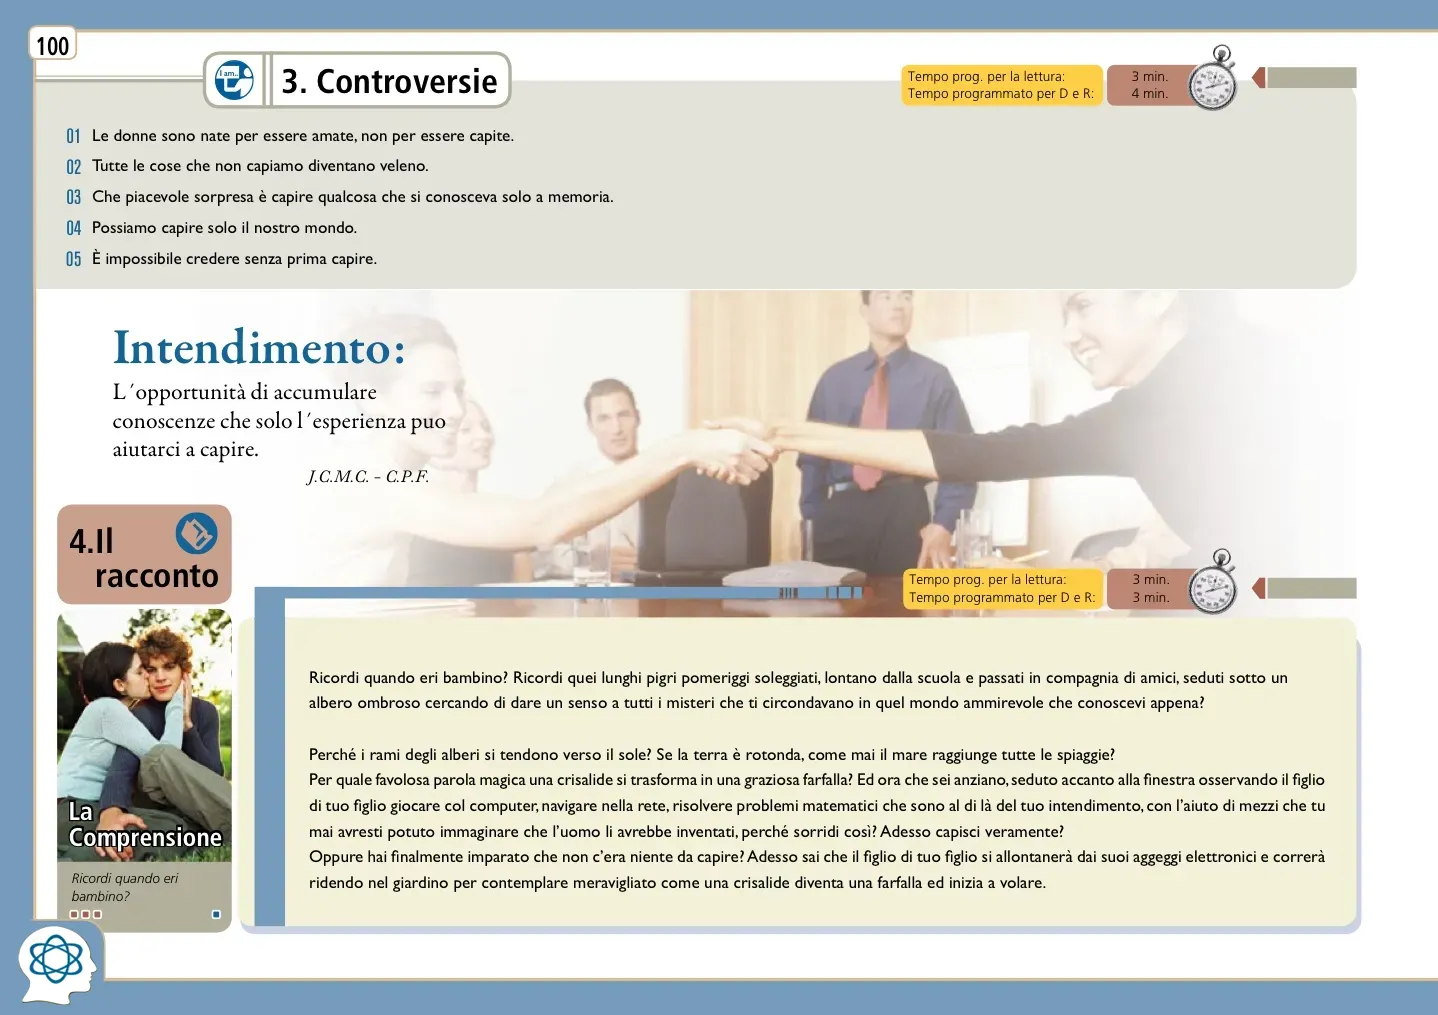 100
I am...
3. Controversie
Tempo prog. per la lettura: 3 min.
Tempo programmato per D e R: 4 min.
01 Le donne sono nate per essere amate, non per essere capite.
02 Tutte le cose che non capiamo diventano veleno.
03 Che piacevole sorpresa è capire qualcosa che si conosceva solo a memoria.
04 Possiamo capire solo il nostro mondo.
05 È impossibile credere senza prima capire.
Intendimento:
L´opportunità di accumulare
conoscenze che solo l´esperienza puo
aiutarci a capire.
J.C.M.C. – C.P.F.
4.Il
racconto
Tempo prog. per la lettura: 3 min.
Tempo programmato per D e R: 3 min.
La
Comprensione
Ricordi quando eri
bambino?
Ricordi quando eri bambino? Ricordi quei lunghi pigri pomeriggi soleggiati, lontano dalla scuola e passati in compagnia di amici, seduti sotto un
albero ombroso cercando di dare un senso a tutti i misteri che ti circondavano in quel mondo ammirevole che conoscevi appena?
Perché i rami degli alberi si tendono verso il sole? Se la terra è rotonda, come mai il mare raggiunge tutte le spiaggie?
Per quale favolosa parola magica una crisalide si trasforma in una graziosa farfalla? Ed ora che sei anziano, seduto accanto alla finestra osservando il figlio
di tuo figlio giocare col computer, navigare nella rete, risolvere problemi matematici che sono al di là del tuo intendimento, con l’aiuto di mezzi che tu
mai avresti potuto immaginare che l’uomo li avrebbe inventati, perché sorridi così? Adesso capisci veramente?
Oppure hai finalmente imparato che non c’era niente da capire? Adesso sai che il figlio di tuo figlio si allontanerà dai suoi aggeggi elettronici e correrà
ridendo nel giardino per contemplare meravigliato come una crisalide diventa una farfalla ed inizia a volare.